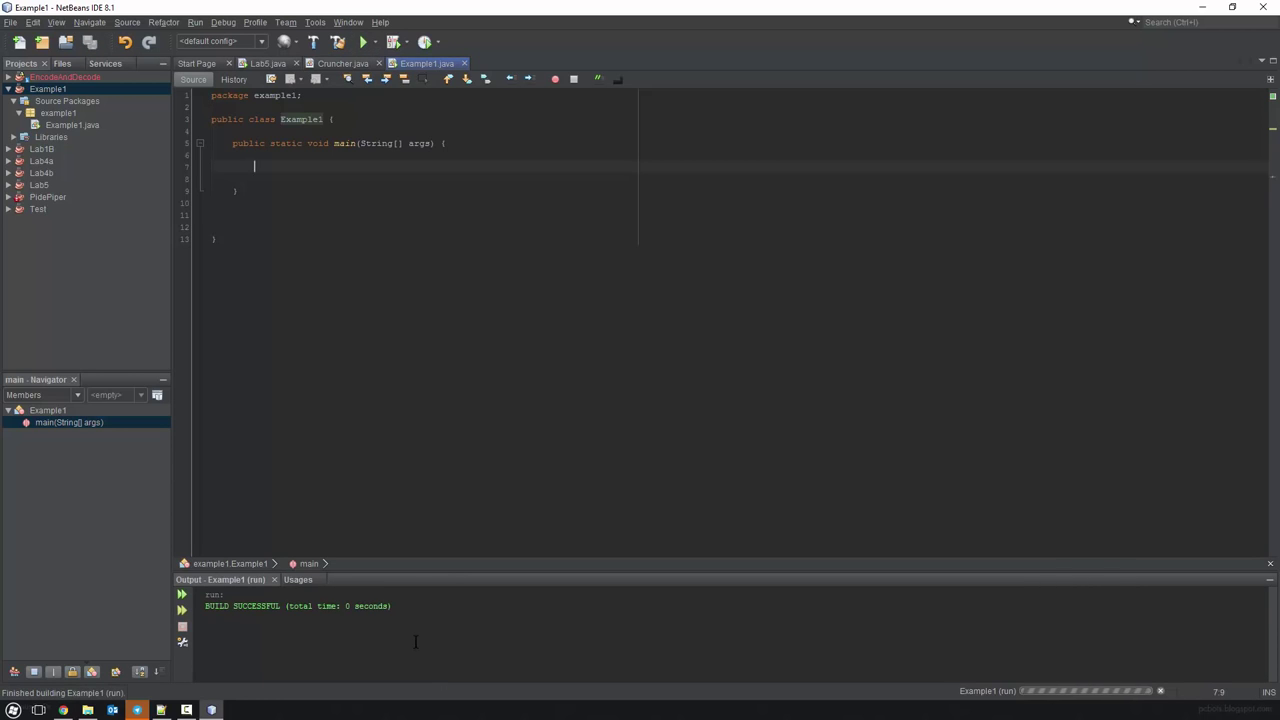 Example1 - NetBeans IDE 8.1
File Edit View Navigate Source Refactor Run Debug Profile Team Tools Window Help
Search (Ctrl+I)
<default config>
Projects Files Services
Start Page Lab5.java Cruncher.java Example1.java
Source History
EncodeAndDecode
Example1
Source Packages
example1
Example1.java
Libraries
Lab1B
Lab4a
Lab4b
Lab5
PidePiper
Test
1 package example1;
2
3 public class Example1 {
4
5 public static void main(String[] args) {
6
7
8
9 }
10
11
12
13 }
main - Navigator
Members <empty>
Example1
main(String[] args)
example1.Example1 main
Output - Example1 (run) Usages
run:
BUILD SUCCESSFUL (total time: 0 seconds)
Finished building Example1 (run).
Example1 (run)
7:9
INS